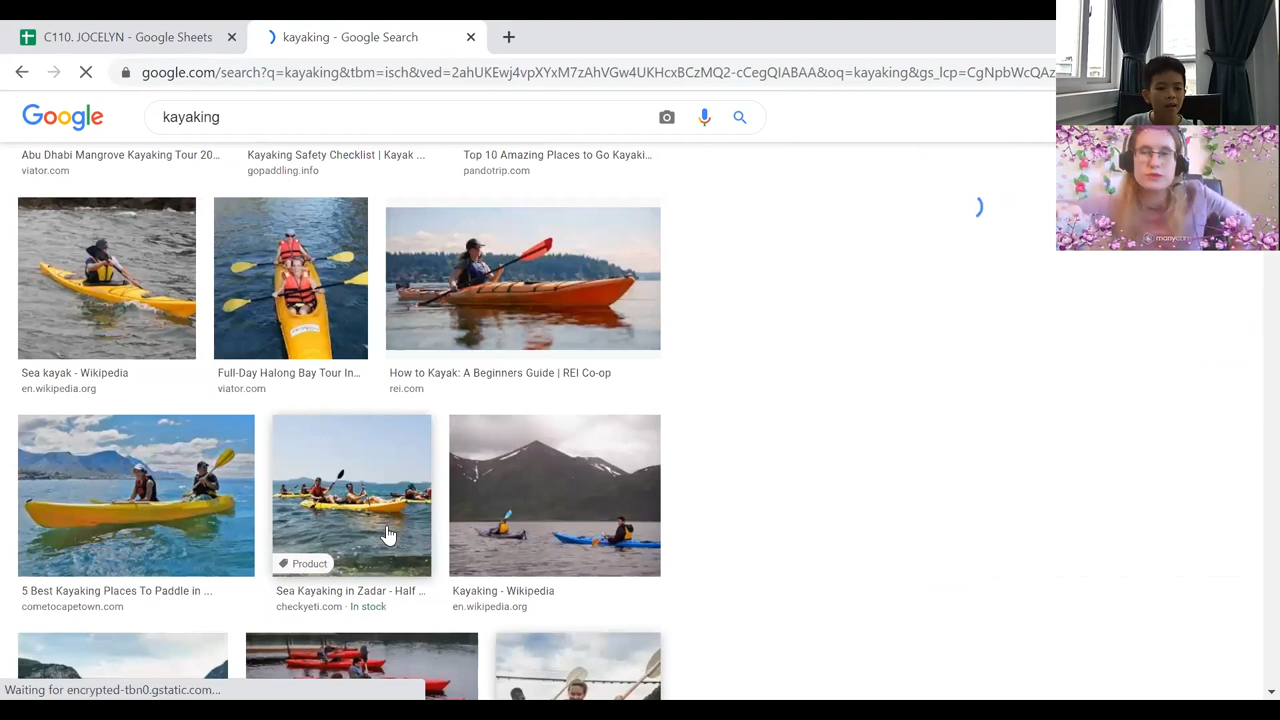 C110. JOCELYN - Google Sheets
kayaking - Google Search
google.com/search?q=kayaking&tbm=isch&ved=2ahUKEwj4vpXYxM7zAhVGw4UKHcxBCzMQ2-cCegQIABAA&oq=kayaking&gs_lcp=CgNpbWcQAz
Google
kayaking
Abu Dhabi Mangrove Kayaking Tour 20...
Kayaking Safety Checklist | Kayak ...
Top 10 Amazing Places to Go Kayaki...
viator.com
gopaddling.info
pandotrip.com
Sea kayak - Wikipedia
Full-Day Halong Bay Tour In...
How to Kayak: A Beginners Guide | REI Co-op
en.wikipedia.org
viator.com
rei.com
Product
5 Best Kayaking Places To Paddle in ...
Sea Kayaking in Zadar - Half ...
Kayaking - Wikipedia
cometocapetown.com
checkyeti.com · In stock
en.wikipedia.org
Waiting for encrypted-tbn0.gstatic.com...